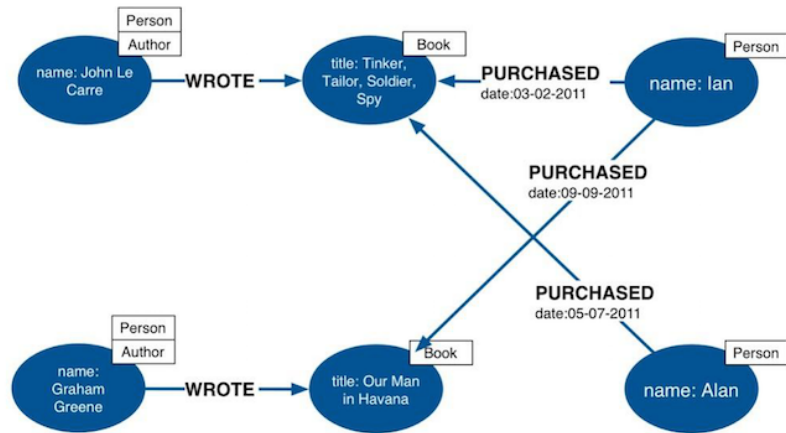 Person
Author
name: John Le
Carre
WROTE
Book
title: Tinker,
Tailor, Soldier,
Spy
PURCHASED
date:03-02-2011
Person
name: Ian
PURCHASED
date:09-09-2011
PURCHASED
date:05-07-2011
Person
Author
name:
Graham
Greene
WROTE
Book
title: Our Man
in Havana
Person
name: Alan